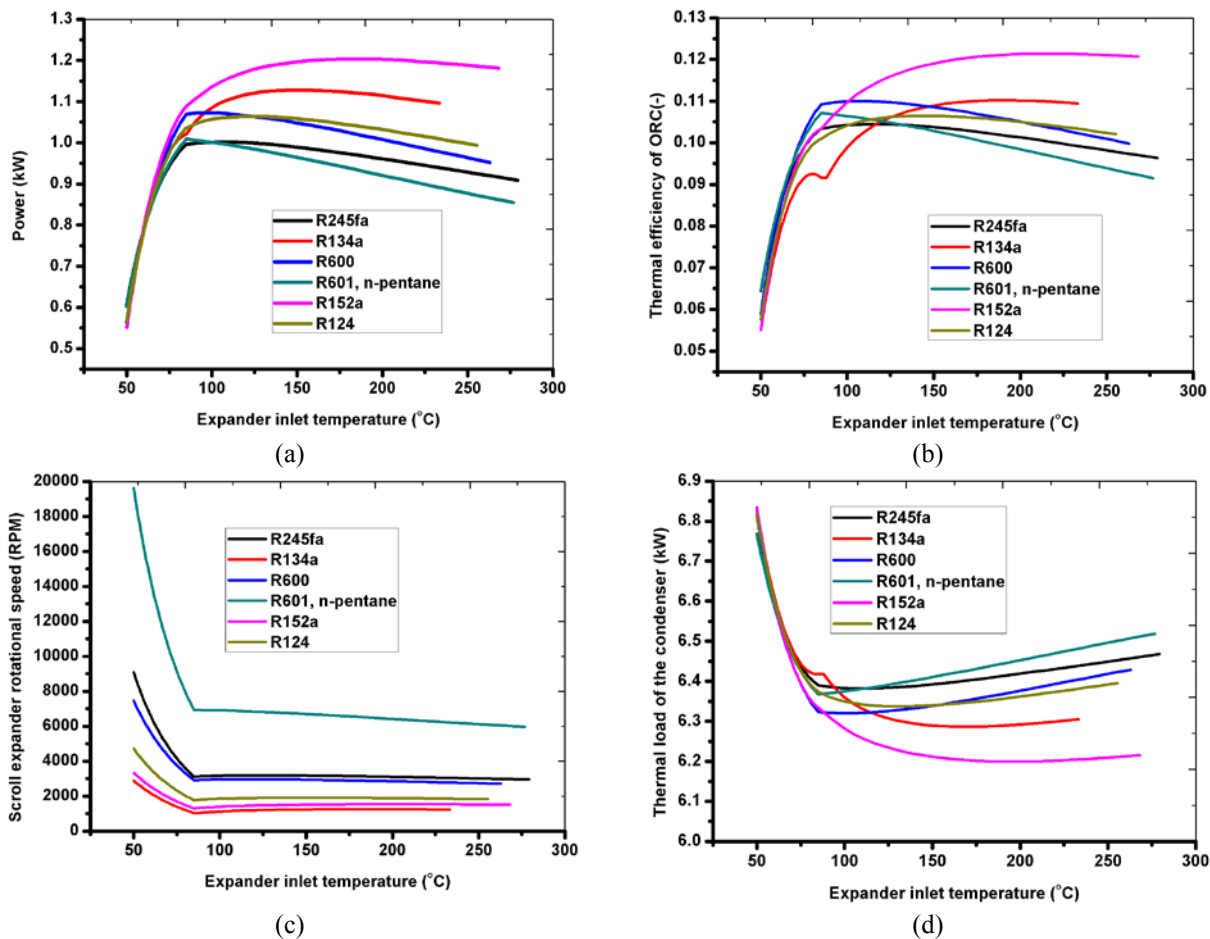 1.3
1.2
1.1
1.0
0.9
0.8
0.7
0.6
0.5
Power (kW)
R245fa
R134a
R600
R601, n-pentane
R152a
R124
50 100 150 200 250 300
Expander inlet temperature (°C)
(a)
0.13
0.12
0.11
0.10
0.09
0.08
0.07
0.06
0.05
Thermal efficiency of ORC(-)
R245fa
R134a
R600
R601, n-pentane
R152a
R124
50 100 150 200 250 300
Expander inlet temperature (°C)
(b)
20000
18000
16000
14000
12000
10000
8000
6000
4000
2000
0
Scroll expander rotational speed (RPM)
R245fa
R134a
R600
R601, n-pentane
R152a
R124
50 100 150 200 250 300
Expander inlet temperature (°C)
(c)
6.9
6.8
6.7
6.6
6.5
6.4
6.3
6.2
6.1
6.0
Thermal load of the condenser (kW)
R245fa
R134a
R600
R601, n-pentane
R152a
R124
50 100 150 200 250 300
Expander inlet temperature (°C)
(d)